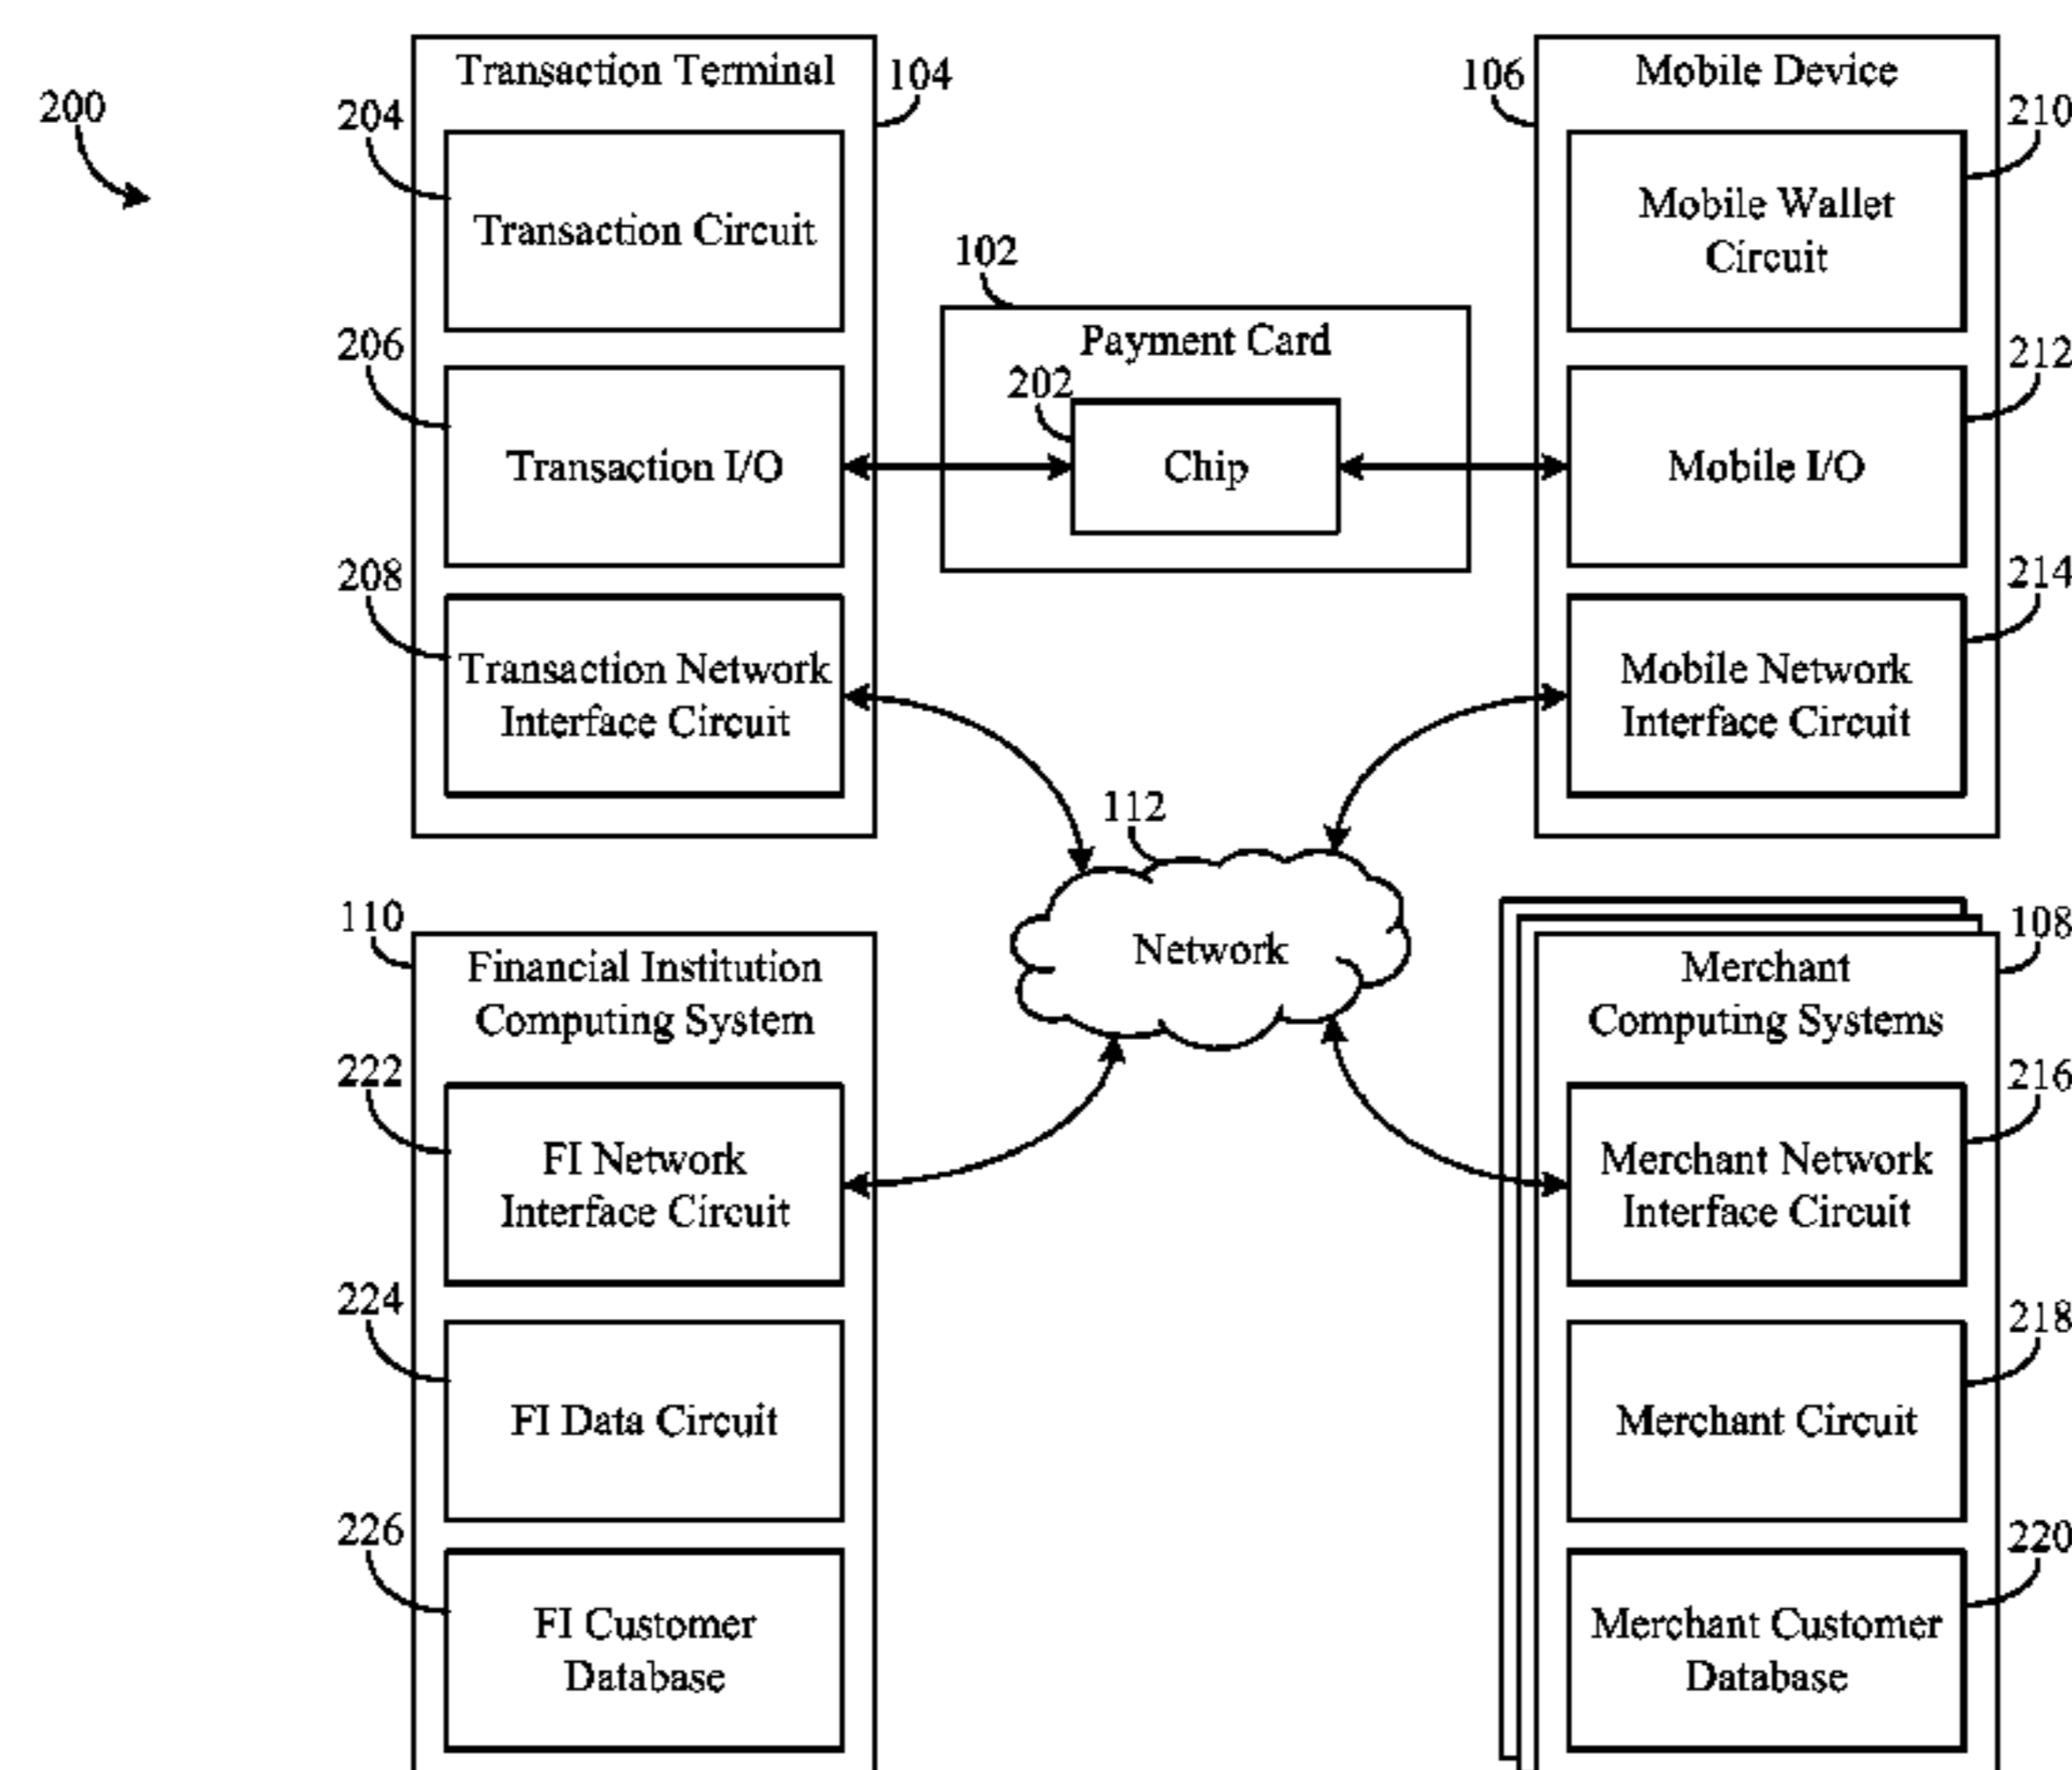 200
Transaction Terminal
104
204
Transaction Circuit
206
Transaction I/O
208
Transaction Network
Interface Circuit
102
Payment Card
202
Chip
106
Mobile Device
210
Mobile Wallet
Circuit
212
Mobile I/O
214
Mobile Network
Interface Circuit
112
Network
110
Financial Institution
Computing System
222
FI Network
Interface Circuit
224
FI Data Circuit
226
FI Customer
Database
108
Merchant
Computing Systems
216
Merchant Network
Interface Circuit
218
Merchant Circuit
220
Merchant Customer
Database